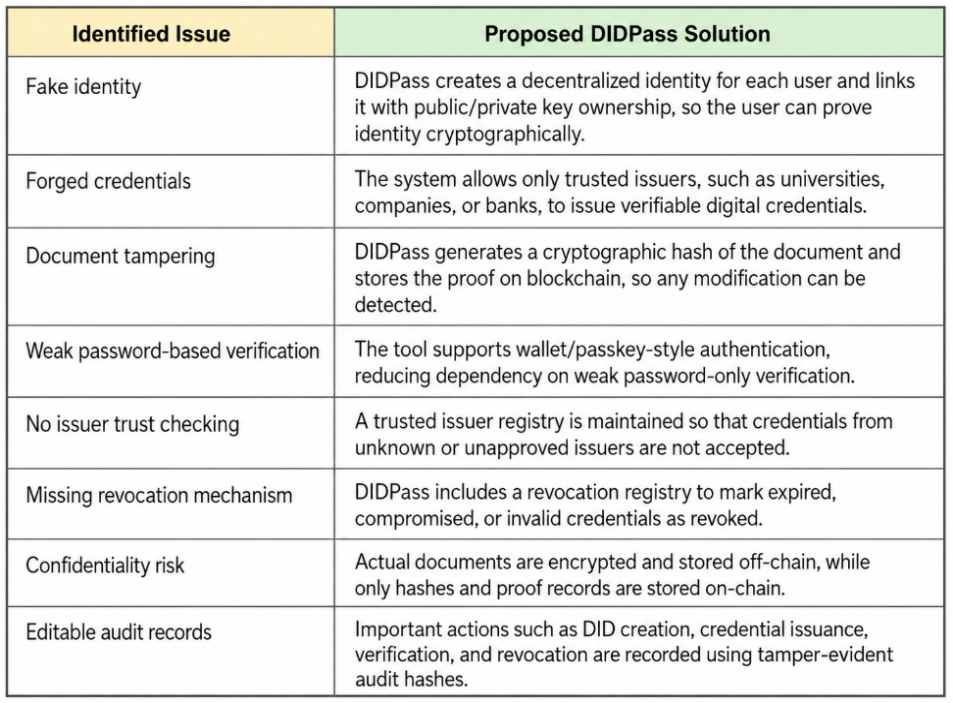 Identified Issue
Proposed DIDPass Solution
Fake identity
DIDPass creates a decentralized identity for each user and links
it with public/private key ownership, so the user can prove
identity cryptographically.
Forged credentials
The system allows only trusted issuers, such as universities,
companies, or banks, to issue verifiable digital credentials.
Document tampering
DIDPass generates a cryptographic hash of the document and
stores the proof on blockchain, so any modification can be
detected.
Weak password-based verification
The tool supports wallet/passkey-style authentication,
reducing dependency on weak password-only verification.
No issuer trust checking
A trusted issuer registry is maintained so that credentials from
unknown or unapproved issuers are not accepted.
Missing revocation mechanism
DIDPass includes a revocation registry to mark expired,
compromised, or invalid credentials as revoked.
Confidentiality risk
Actual documents are encrypted and stored off-chain, while
only hashes and proof records are stored on-chain.
Editable audit records
Important actions such as DID creation, credential issuance,
verification, and revocation are recorded using tamper-evident
audit hashes.